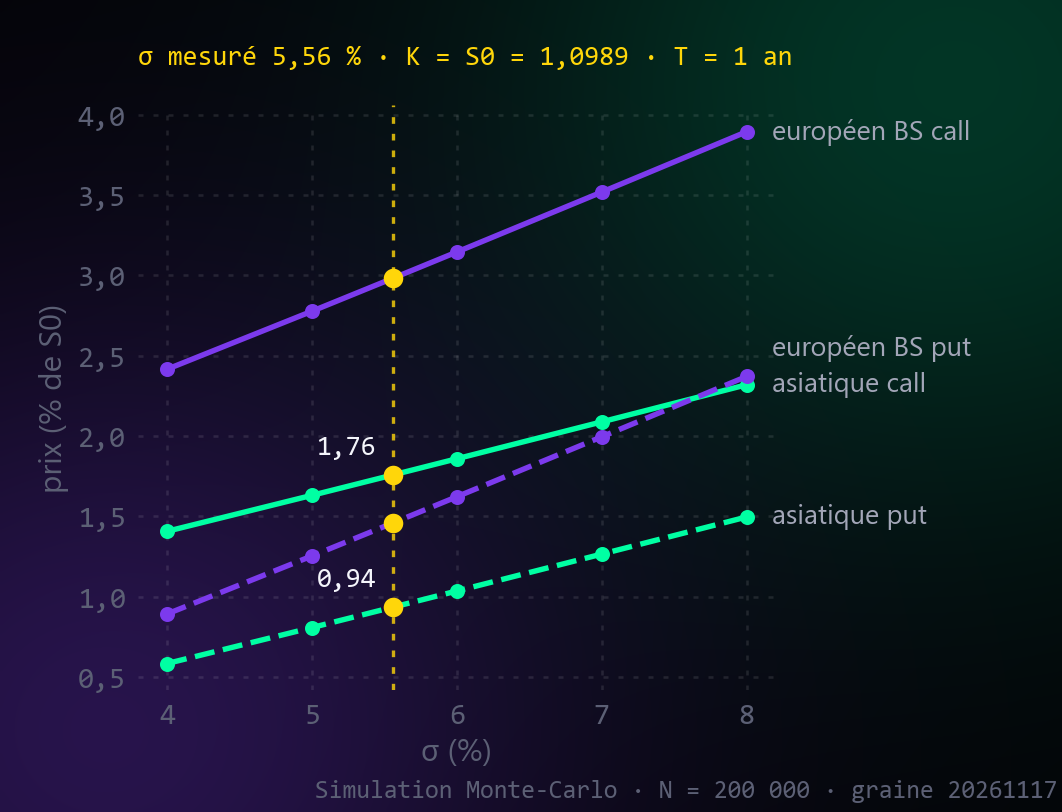 σ mesuré 5,56 % · K = S0 = 1,0989 · T = 1 an
4,0
3,5
3,0
2,5
2,0
1,5
1,0
0,5
prix (% de S0)
européen BS call
européen BS put
asiatique call
asiatique put
1,76
0,94
4 5 6 7 8
σ (%)
Simulation Monte-Carlo · N = 200 000 · graine 20261117